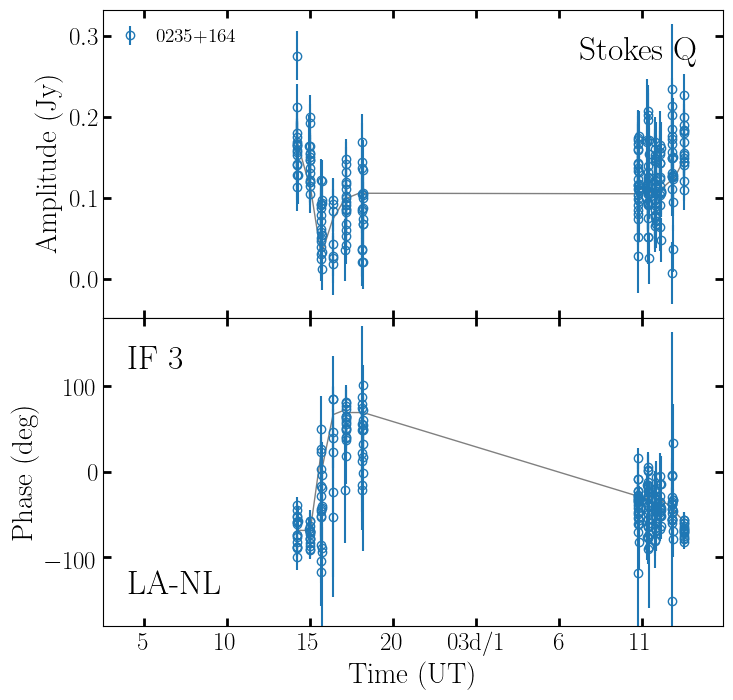 0235+164
Stokes Q
0.3
0.2
0.1
0.0
Amplitude (Jy)
IF 3
100
0
−100
Phase (deg)
LA-NL
5 10 15 20 03d/1 6 11
Time (UT)